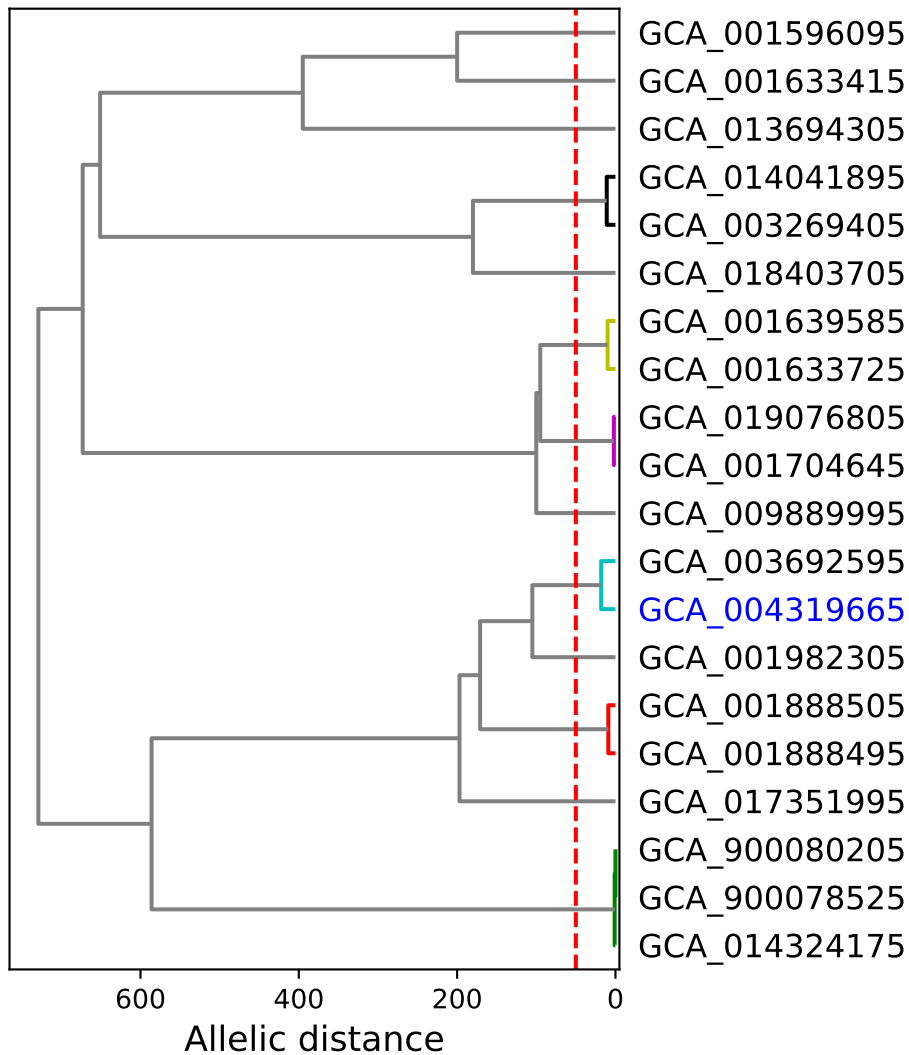 GCA_001596095
GCA_001633415
GCA_013694305
GCA_014041895
GCA_003269405
GCA_018403705
GCA_001639585
GCA_001633725
GCA_019076805
GCA_001704645
GCA_009889995
GCA_003692595
GCA_004319665
GCA_001982305
GCA_001888505
GCA_001888495
GCA_017351995
GCA_900080205
GCA_900078525
GCA_014324175
600 400 200 0
Allelic distance